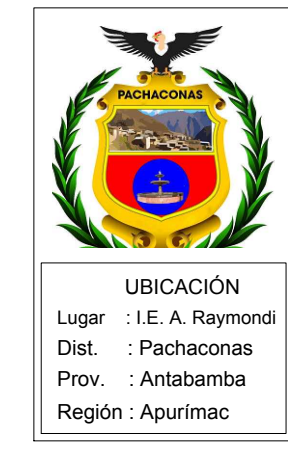 PACHACONAS
UBICACIÓN
Lugar : I.E. A. Raymondi
Dist. : Pachaconas
Prov. : Antabamba
Región : Apurímac